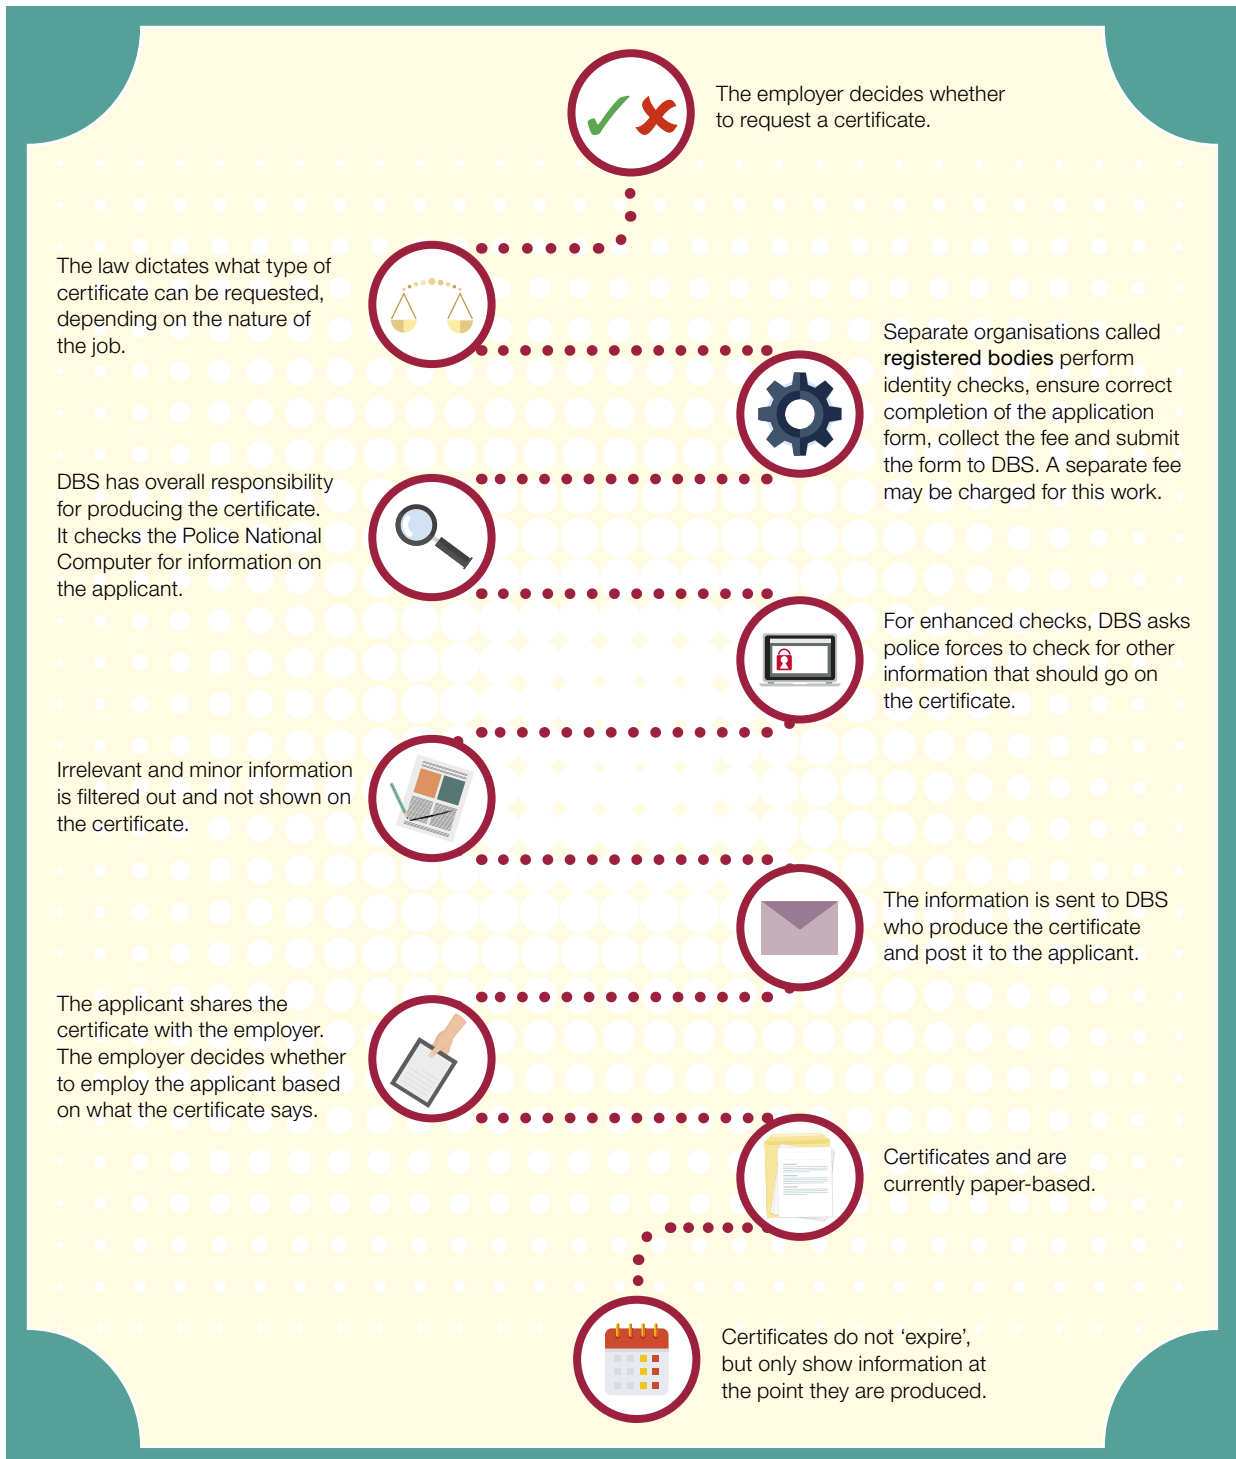 The employer decides whether
to request a certificate.
The law dictates what type of
certificate can be requested,
depending on the nature of
the job.
Separate organisations called
registered bodies perform
identity checks, ensure correct
completion of the application
form, collect the fee and submit
the form to DBS. A separate fee
may be charged for this work.
DBS has overall responsibility
for producing the certificate.
It checks the Police National
Computer for information on
the applicant.
For enhanced checks, DBS asks
police forces to check for other
information that should go on
the certificate.
Irrelevant and minor information
is filtered out and not shown on
the certificate.
The information is sent to DBS
who produce the certificate
and post it to the applicant.
The applicant shares the
certificate with the employer.
The employer decides whether
to employ the applicant based
on what the certificate says.
Certificates and are
currently paper-based.
Certificates do not ‘expire’,
but only show information at
the point they are produced.